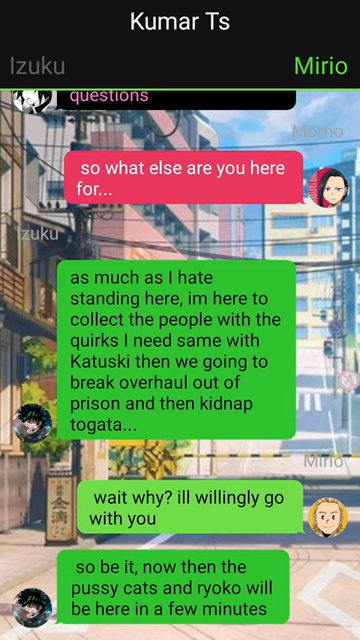 Kumar Ts
Izuku
Mirio
questions
Momo
so what else are you here
for...
Izuku
as much as I hate
standing here, im here to
collect the people with the
quirks I need same with
Katuski then we going to
break overhaul out of
prison and then kidnap
togata...
Mirio
wait why? ill willingly go
with you
so be it, now then the
pussy cats and ryoko will
be here in a few minutes